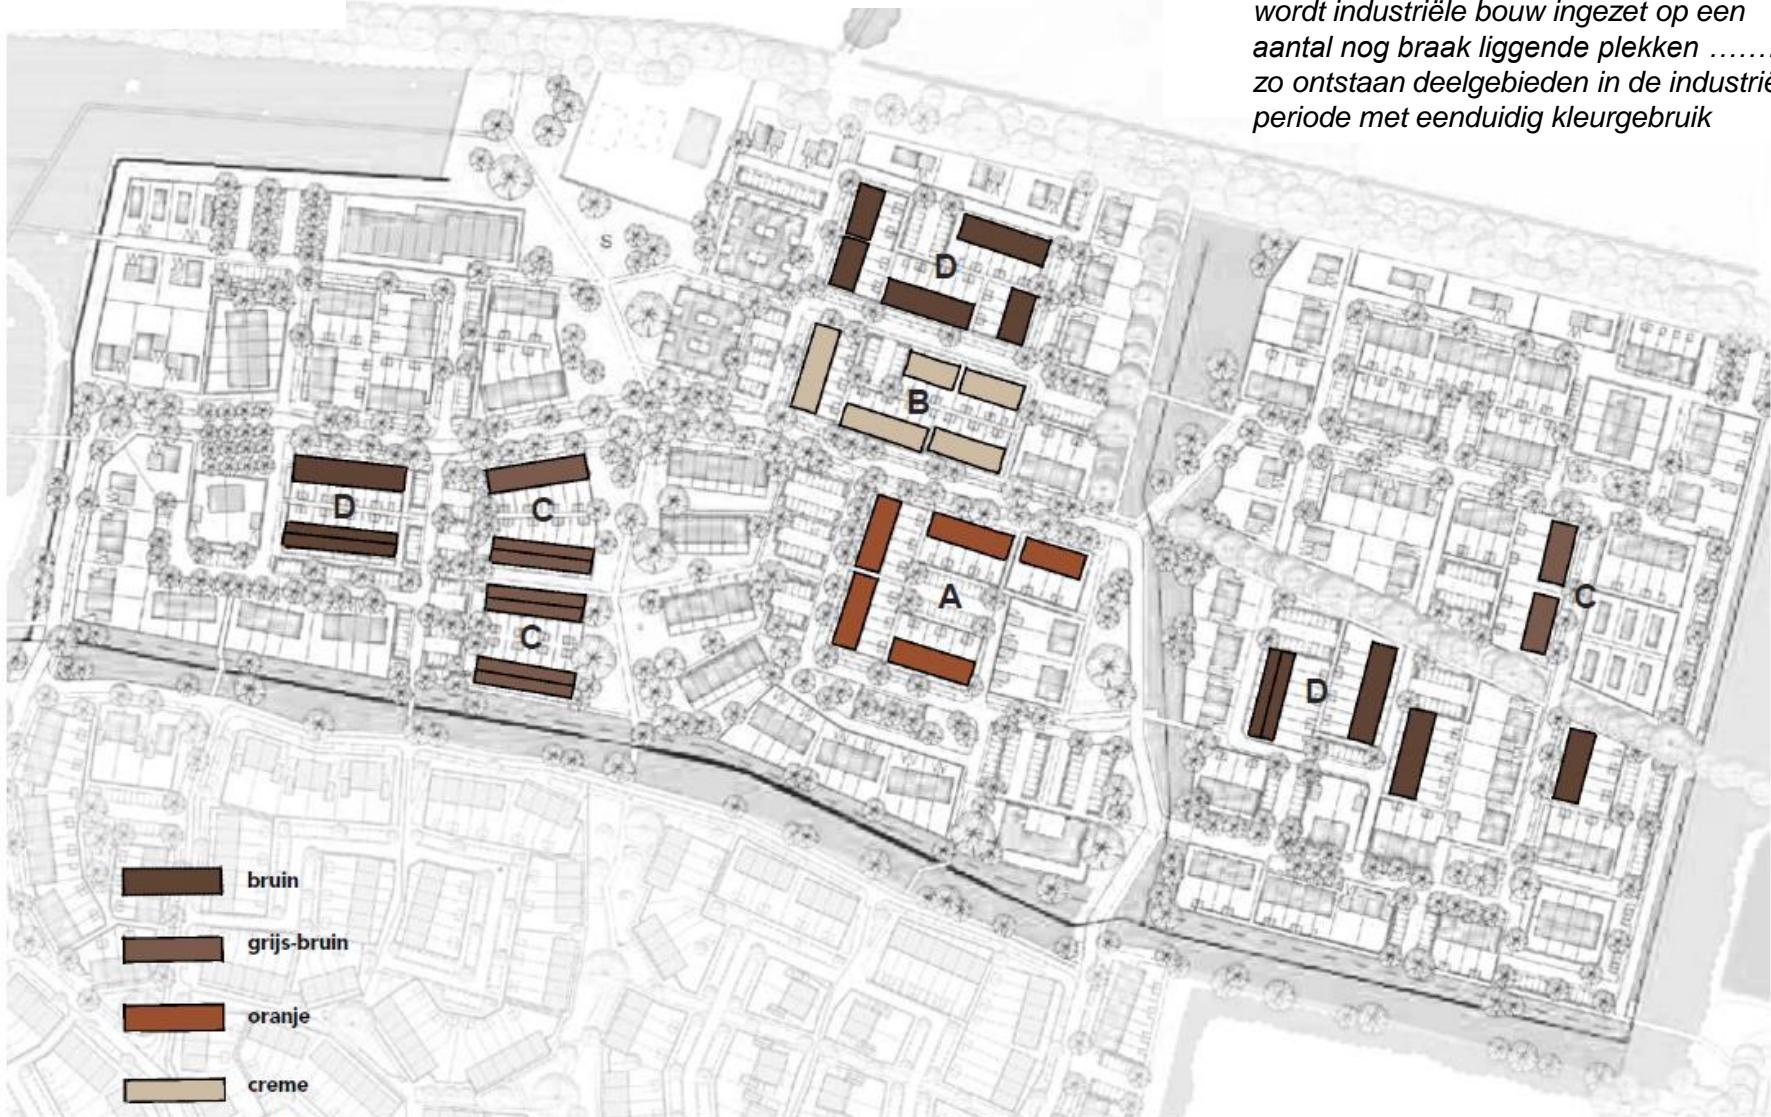 wordt industriële bouw ingezet op een
aantal nog braak liggende plekken …….
zo ontstaan deelgebieden in de industrië
periode met eenduidig kleurgebruik
S
D
B
D
C
A
C
C
D
bruin
grijs-bruin
oranje
creme